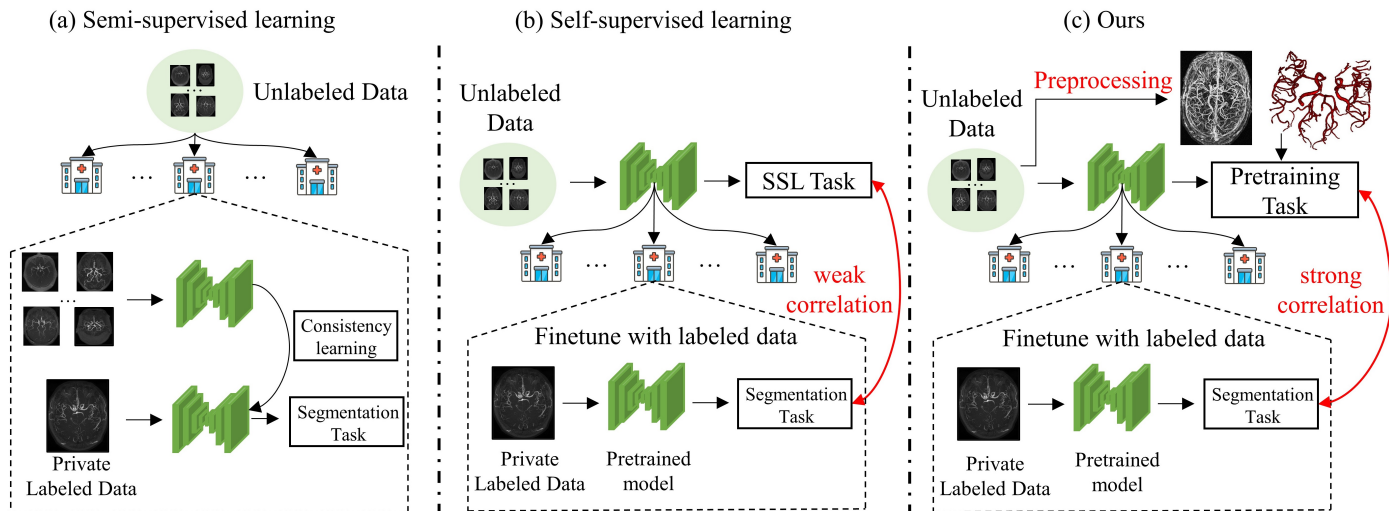 (a) Semi-supervised learning
Unlabeled Data
...
...
Consistency
learning
Segmentation
Task
Private
Labeled Data
(b) Self-supervised learning
Unlabeled
Data
SSL Task
...
...
weak
correlation
Finetune with labeled data
Segmentation
Task
Private
Labeled Data
Pretrained
model
(c) Ours
Preprocessing
Unlabeled
Data
Pretraining
Task
...
...
strong
correlation
Finetune with labeled data
Segmentation
Task
Private
Labeled Data
Pretrained
model